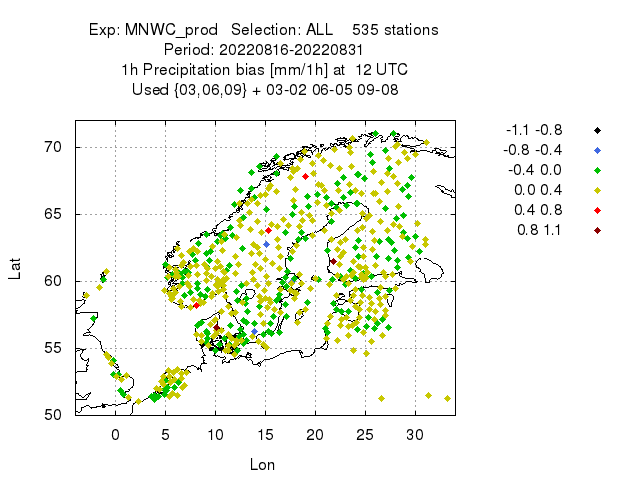 Exp: MNWC_prod Selection: ALL 535 stations
Period: 20220816-20220831
1h Precipitation bias [mm/1h] at 12 UTC
Used {03,06,09} + 03-02 06-05 09-08
-1.1 -0.8
-0.8 -0.4
-0.4 0.0
0.0 0.4
0.4 0.8
0.8 1.1
70
65
60
55
50
Lat
0 5 10 15 20 25 30
Lon